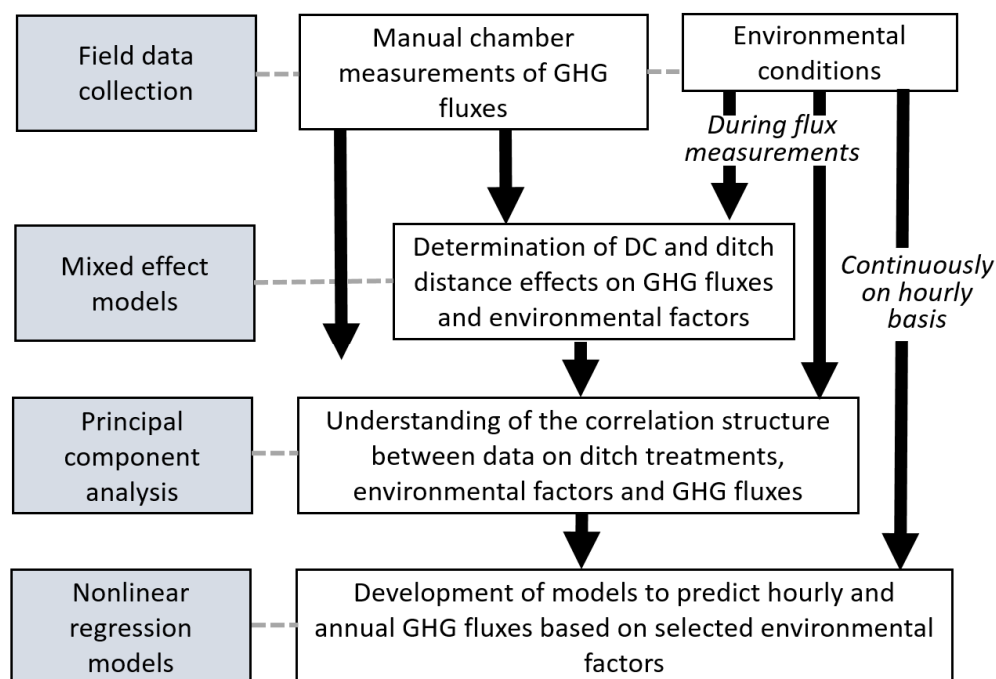 Field data
collection
Manual chamber
measurements of GHG
fluxes
Environmental
conditions
During flux
measurements
Mixed effect
models
Determination of DC and ditch
distance effects on GHG fluxes
and environmental factors
Continuously
on hourly
basis
Principal
component
analysis
Understanding of the correlation structure
between data on ditch treatments,
environmental factors and GHG fluxes
Nonlinear
regression
models
Development of models to predict hourly and
annual GHG fluxes based on selected environmental
factors